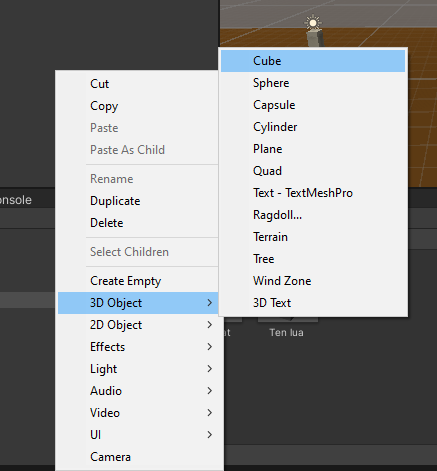 Cut
Copy
Paste
Paste As Child
Rename
Duplicate
Delete
Select Children
Create Empty
3D Object
2D Object
Effects
Light
Audio
Video
UI
Camera
Cube
Sphere
Capsule
Cylinder
Plane
Quad
Text - TextMeshPro
Ragdoll...
Terrain
Tree
Wind Zone
3D Text
onsole
Ten lua